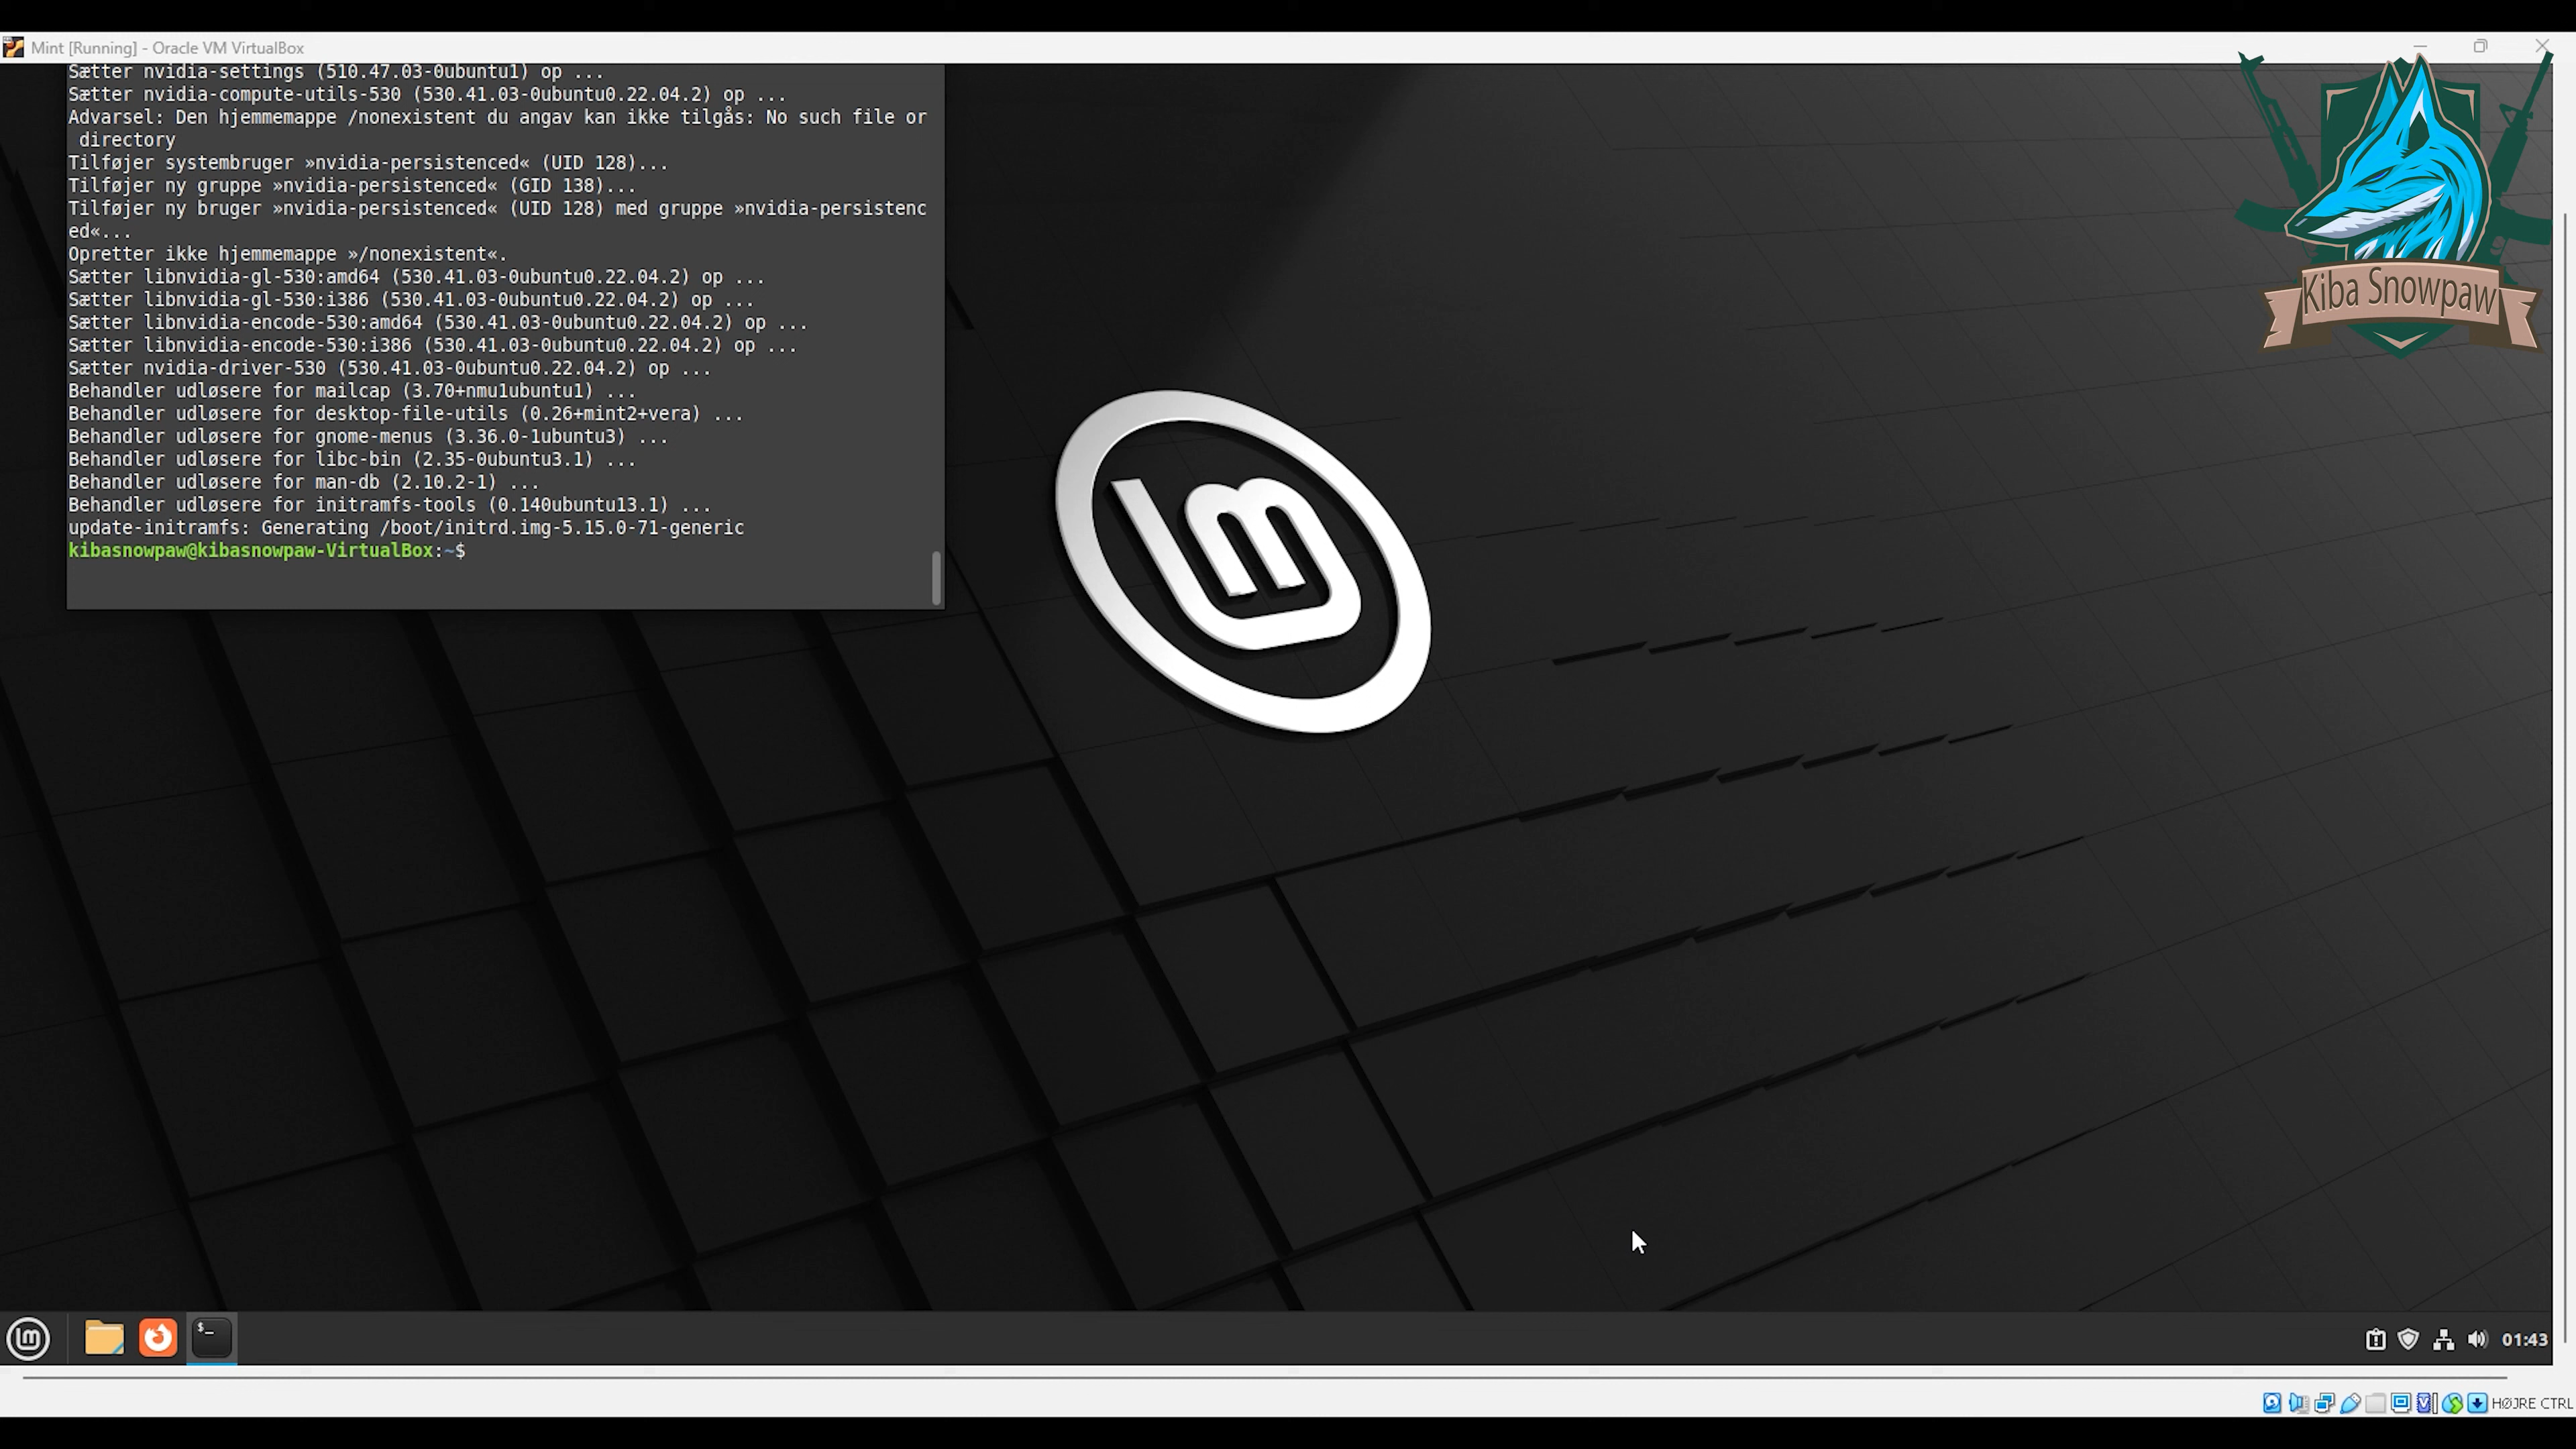 Mint [Running] - Oracle VM VirtualBox
Sætter nvidia-settings (510.47.03-0ubuntu1) op ...
Sætter nvidia-compute-utils-530 (530.41.03-0ubuntu0.22.04.2) op ...
Advarsel: Den hjemmemappe /nonexistent du angav kan ikke tilgås: No such file or
directory
Tilføjer systembruger »nvidia-persistenced« (UID 128)...
Tilføjer ny gruppe »nvidia-persistenced« (GID 138)...
Tilføjer ny bruger »nvidia-persistenced« (UID 128) med gruppe »nvidia-persistenc
ed«...
Opretter ikke hjemmemappe »/nonexistent«.
Sætter libnvidia-gl-530:amd64 (530.41.03-0ubuntu0.22.04.2) op ...
Sætter libnvidia-gl-530:i386 (530.41.03-0ubuntu0.22.04.2) op ...
Sætter libnvidia-encode-530:amd64 (530.41.03-0ubuntu0.22.04.2) op ...
Sætter libnvidia-encode-530:i386 (530.41.03-0ubuntu0.22.04.2) op ...
Sætter nvidia-driver-530 (530.41.03-0ubuntu0.22.04.2) op ...
Behandler udløsere for mailcap (3.70+nmu1ubuntu1) ...
Behandler udløsere for desktop-file-utils (0.26+mint2+vera) ...
Behandler udløsere for gnome-menus (3.36.0-1ubuntu3) ...
Behandler udløsere for libc-bin (2.35-0ubuntu3.1) ...
Behandler udløsere for man-db (2.10.2-1) ...
Behandler udløsere for initramfs-tools (0.140ubuntu13.1) ...
update-initramfs: Generating /boot/initrd.img-5.15.0-71-generic
kibasnowpaw@kibasnowpaw-VirtualBox:~$
Kiba Snowpaw
01:43
HØJRE CTRL